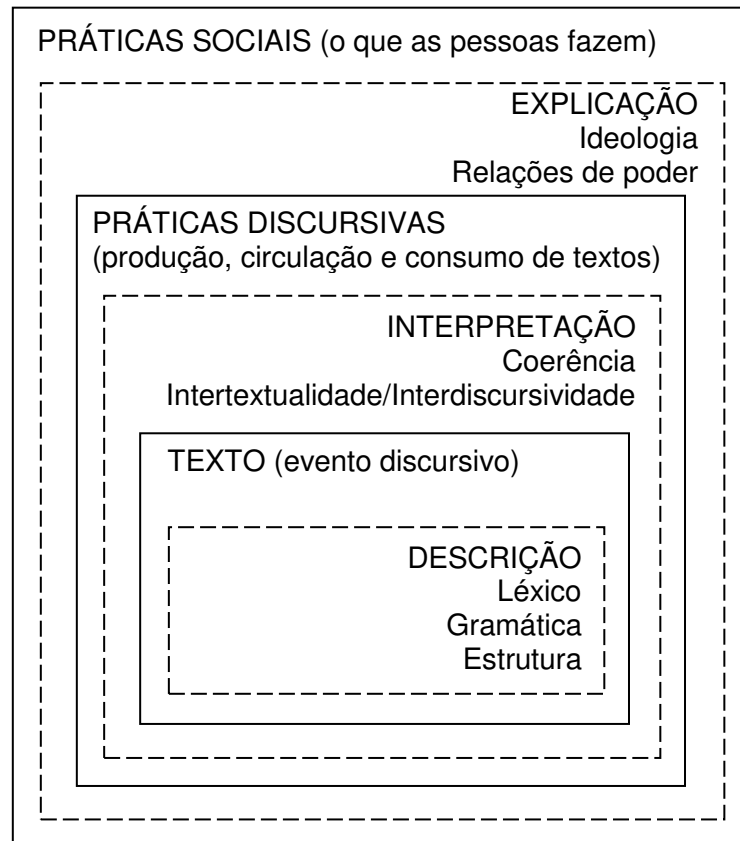 PRÁTICAS SOCIAIS (o que as pessoas fazem)
EXPLICAÇÃO
Ideologia
Relações de poder
PRÁTICAS DISCURSIVAS
(produção, circulação e consumo de textos)
INTERPRETAÇÃO
Coerência
Intertextualidade/Interdiscursividade
TEXTO (evento discursivo)
DESCRIÇÃO
Léxico
Gramática
Estrutura